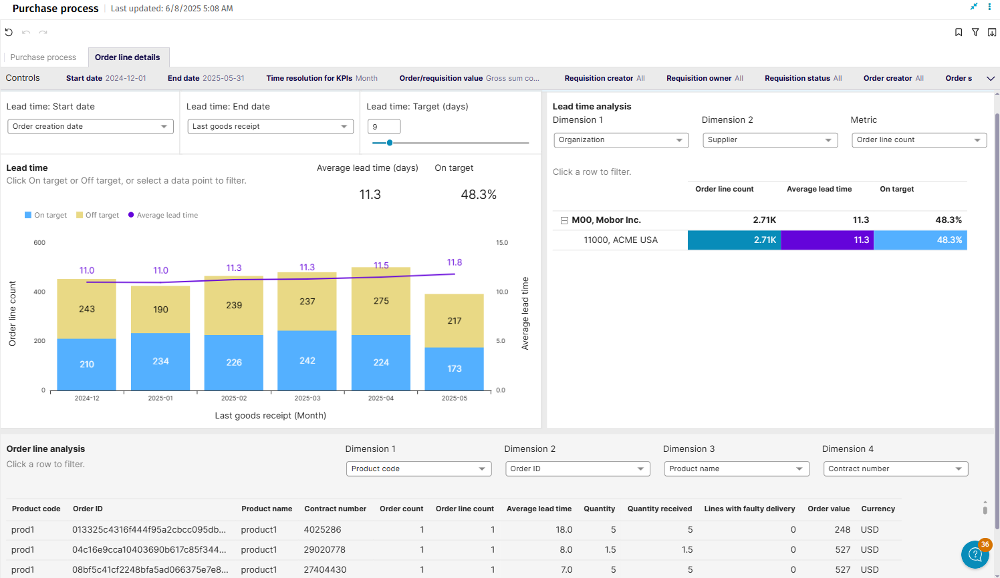 Purchase process
Last updated: 6/8/2025 5:08 AM
Purchase process
Order line details
Controls
Start date 2024-12-01
End date 2025-05-31
Time resolution for KPIs Month
Order/requisition value Gross sum co...
Requisition creator All
Requisition owner All
Requisition status All
Order creator All
Order s
Lead time: Start date
Order creation date
Lead time: End date
Last goods receipt
Lead time: Target (days)
9
Lead time
Click On target or Off target, or select a data point to filter.
Average lead time (days)
11.3
On target
48.3%
On target
Off target
Average lead time
600
400
200
0
Order line count
15.0
10.0
5.0
0.0
Average lead time
11.0
11.0
11.3
11.3
11.5
11.8
243
190
239
237
275
217
210
234
226
242
224
173
2024-12
2025-01
2025-02
2025-03
2025-04
2025-05
Last goods receipt (Month)
Lead time analysis
Dimension 1
Organization
Dimension 2
Supplier
Metric
Order line count
Click a row to filter.
Order line count Average lead time On target
M00, Mobor Inc. 2.71K 11.3 48.3%
11000, ACME USA 2.71K 11.3 48.3%
Order line analysis
Click a row to filter.
Dimension 1
Product code
Dimension 2
Order ID
Dimension 3
Product name
Dimension 4
Contract number
Product code Order ID Product name Contract number Order count Order line count Average lead time Quantity Quantity received Lines with faulty delivery Order value Currency
prod1 013325c4316f444f95a2cbcc095db... product1 4025286 1 1 18.0 5 5 0 248 USD
prod1 04c16e9cca10403690b617c85f344... product1 29020778 1 1 8.0 1.5 1.5 0 527 USD
prod1 08bf5c41cf2248bfa5ad066375e7e8... product1 27404430 1 1 7.0 5 5 0 527 USD
36